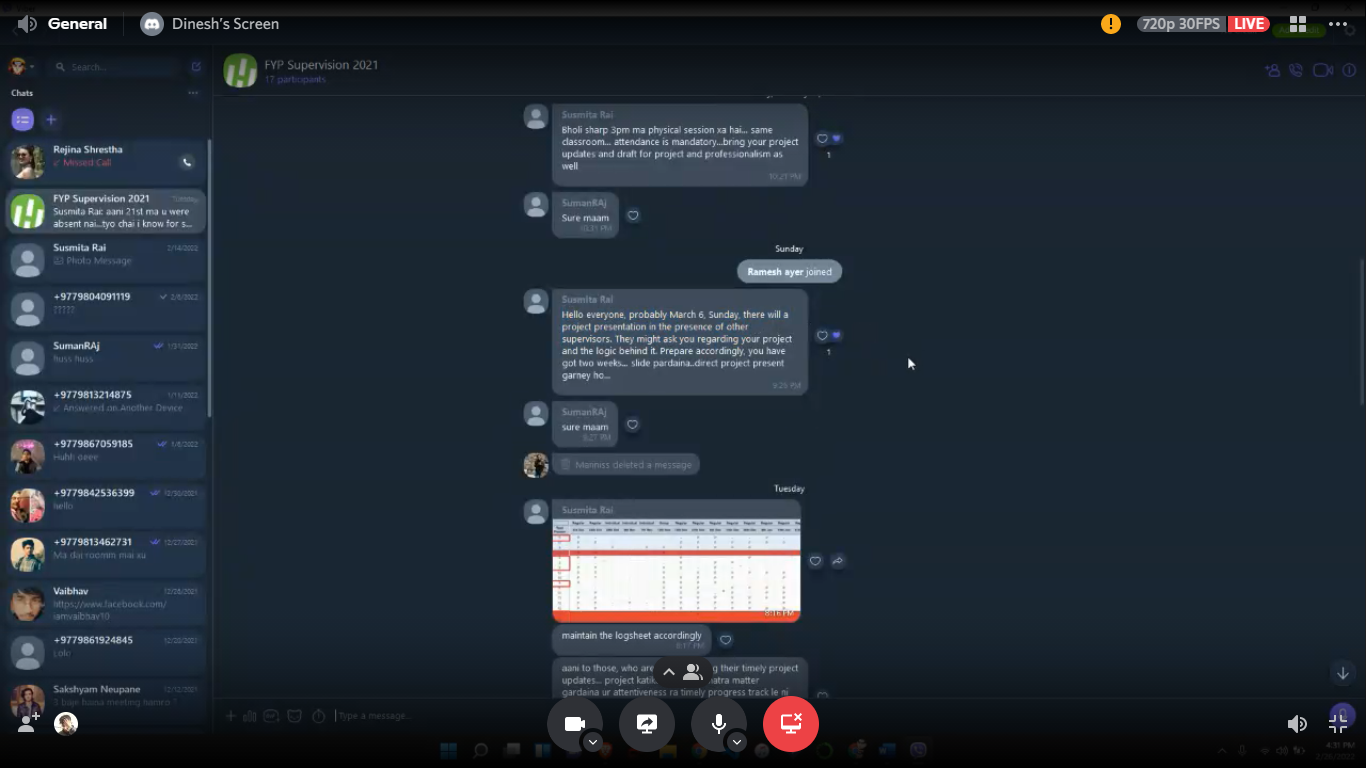 General
Dinesh's Screen
720p 30FPS
LIVE
Search...
Chats
Rejina Shrestha
Missed Call
FYP Supervision 2021
Tuesday
Susmita Rai: aani 21st ma u were
absent nai...tyo chai i know for s...
Susmita Rai
2/14/2022
Photo Message
+9779804091119
2/6/2022
?????
SumanRAj
1/31/2022
huss huss
+9779813214875
1/11/2022
Answered on Another Device
+9779867059185
1/8/2022
Huhh oeee
+9779842536399
12/30/2021
hello
+9779813462731
12/27/2021
Ma dai roomm mai xu
Vaibhav
12/25/2021
https://www.facebook.com/
iamvaibhav10
+9779861924845
12/20/2021
Lolo
Sakshyam Neupane
12/12/2021
FYP Supervision 2021
17 participants
Susmita Rai
Bholi sharp 3pm ma physical session xa hai... same
classroom... attendance is mandatory...bring your project
updates and draft for project and professionalism as
well
10:21 PM
1
SumanRAj
Sure maam
10:31 PM
Sunday
Ramesh ayer joined
Susmita Rai
Hello everyone, probably March 6, Sunday, there will a
project presentation in the presence of other
supervisors. They might ask you regarding your project
and the logic behind it. Prepare accordingly, you have
got two weeks... slide pardaina..direct project present
garney ho...
9:25 PM
1
SumanRAj
sure maam
9:27 PM
Manniss deleted a message
Tuesday
Susmita Rai
8:16 PM
maintain the logsheet accordingly
8:17 PM
aani to those, who are
g their timely project
updates... project katik
natra matter
gardaina ur attentiveness ra timely progress track le ni
Type a message...
4:31 PM